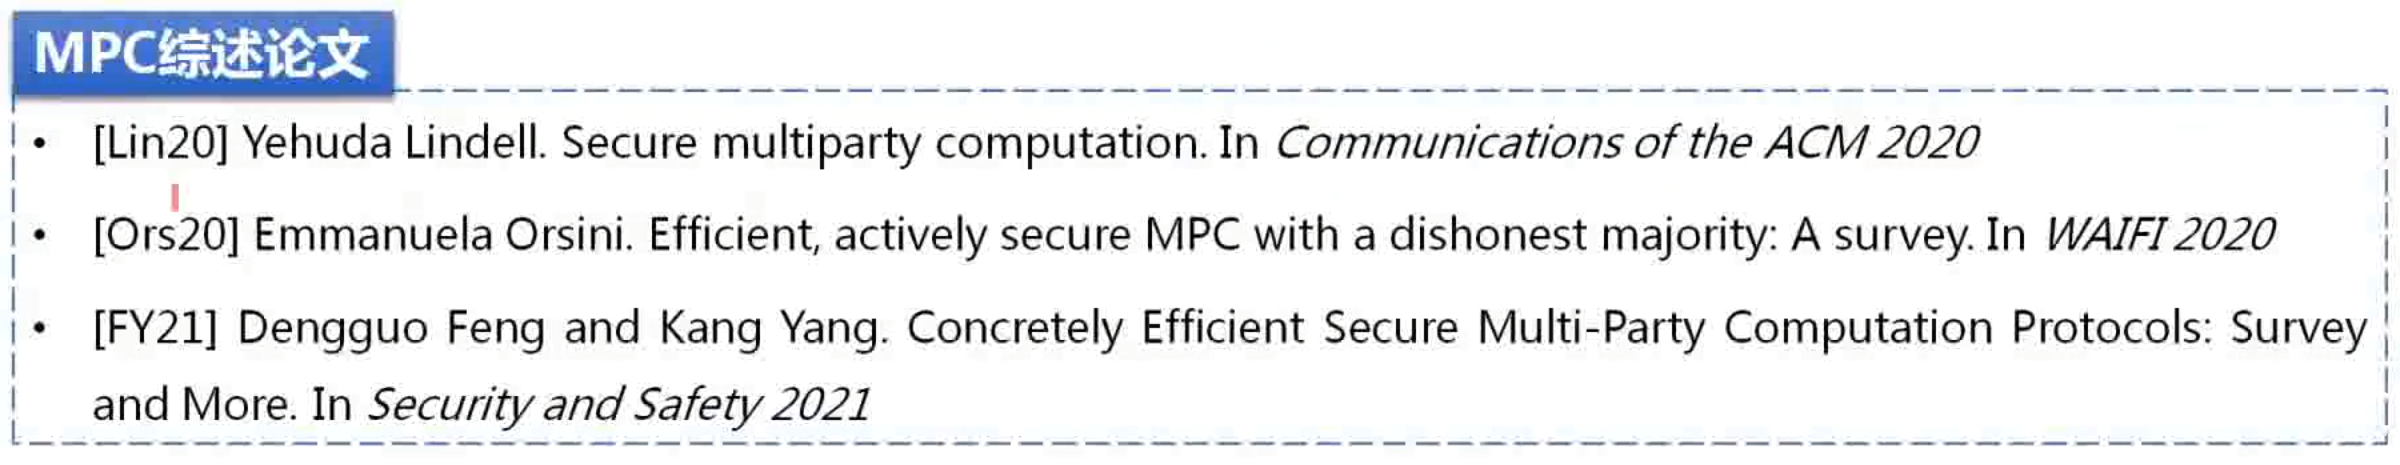 MPC综述论文
• [Lin20] Yehuda Lindell. Secure multiparty computation. In Communications of the ACM 2020
• [Ors20] Emmanuela Orsini. Efficient, actively secure MPC with a dishonest majority: A survey. In WAIFI 2020
• [FY21] Dengguo Feng and Kang Yang. Concretely Efficient Secure Multi-Party Computation Protocols: Survey
and More. In Security and Safety 2021